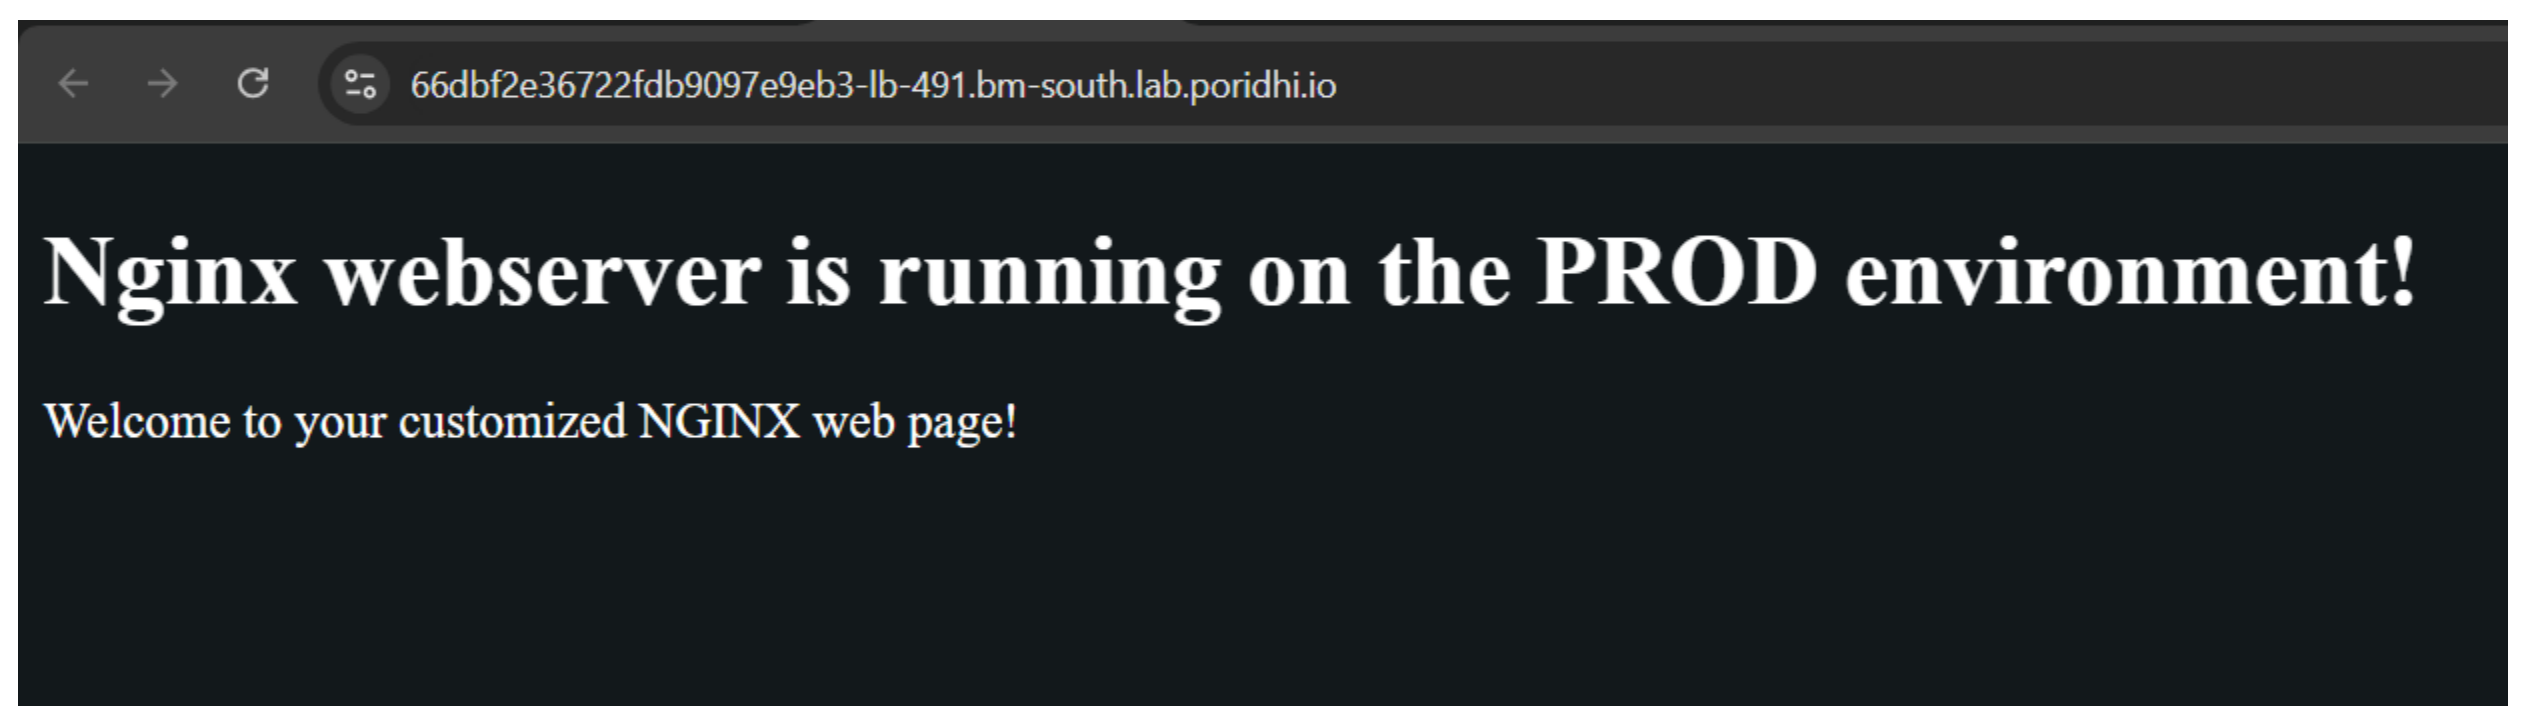 66dbf2e36722fdb9097e9eb3-lb-491.bm-south.lab.poridhi.io
Nginx webserver is running on the PROD environment!
Welcome to your customized NGINX web page!